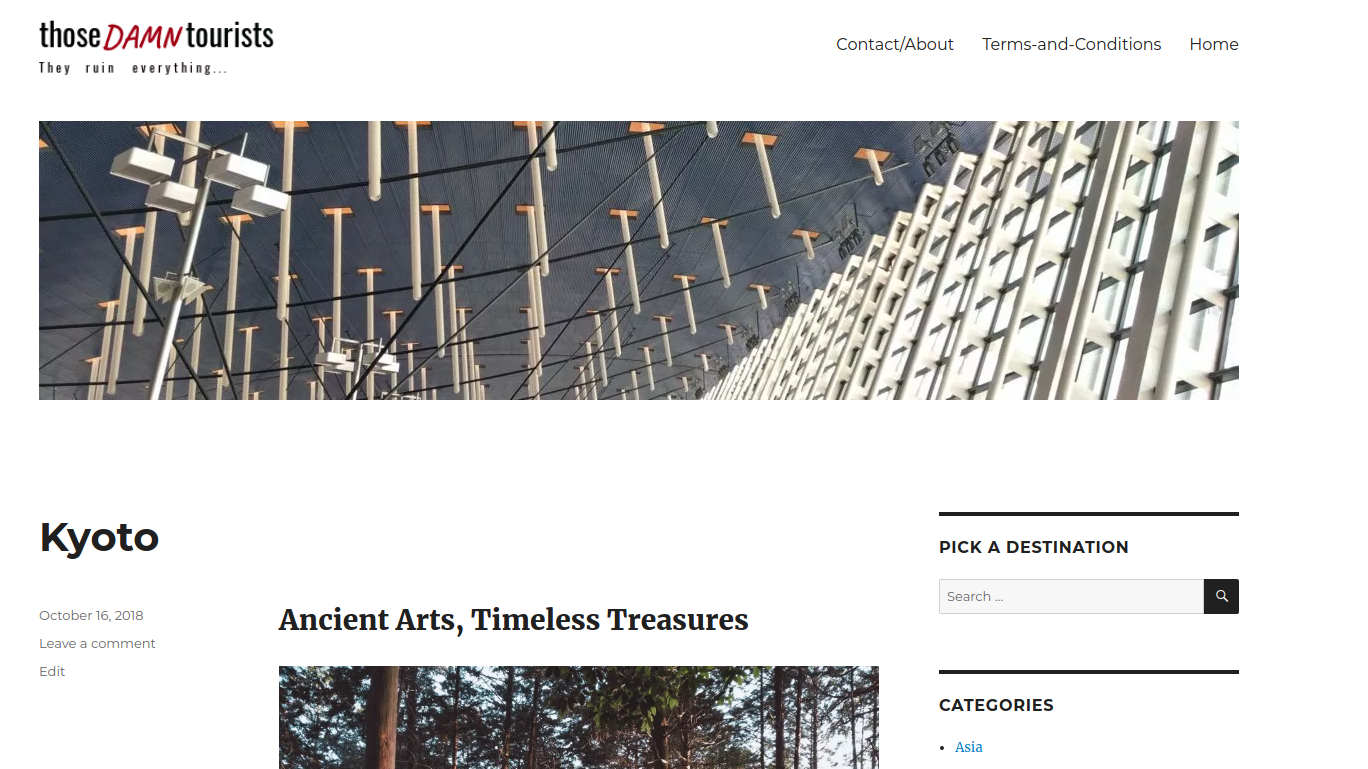 those DAMN tourists
They ruin everything...
Contact/About
Terms-and-Conditions
Home
Kyoto
October 16, 2018
Leave a comment
Edit
Ancient Arts, Timeless Treasures
PICK A DESTINATION
Search ...
CATEGORIES
Asia